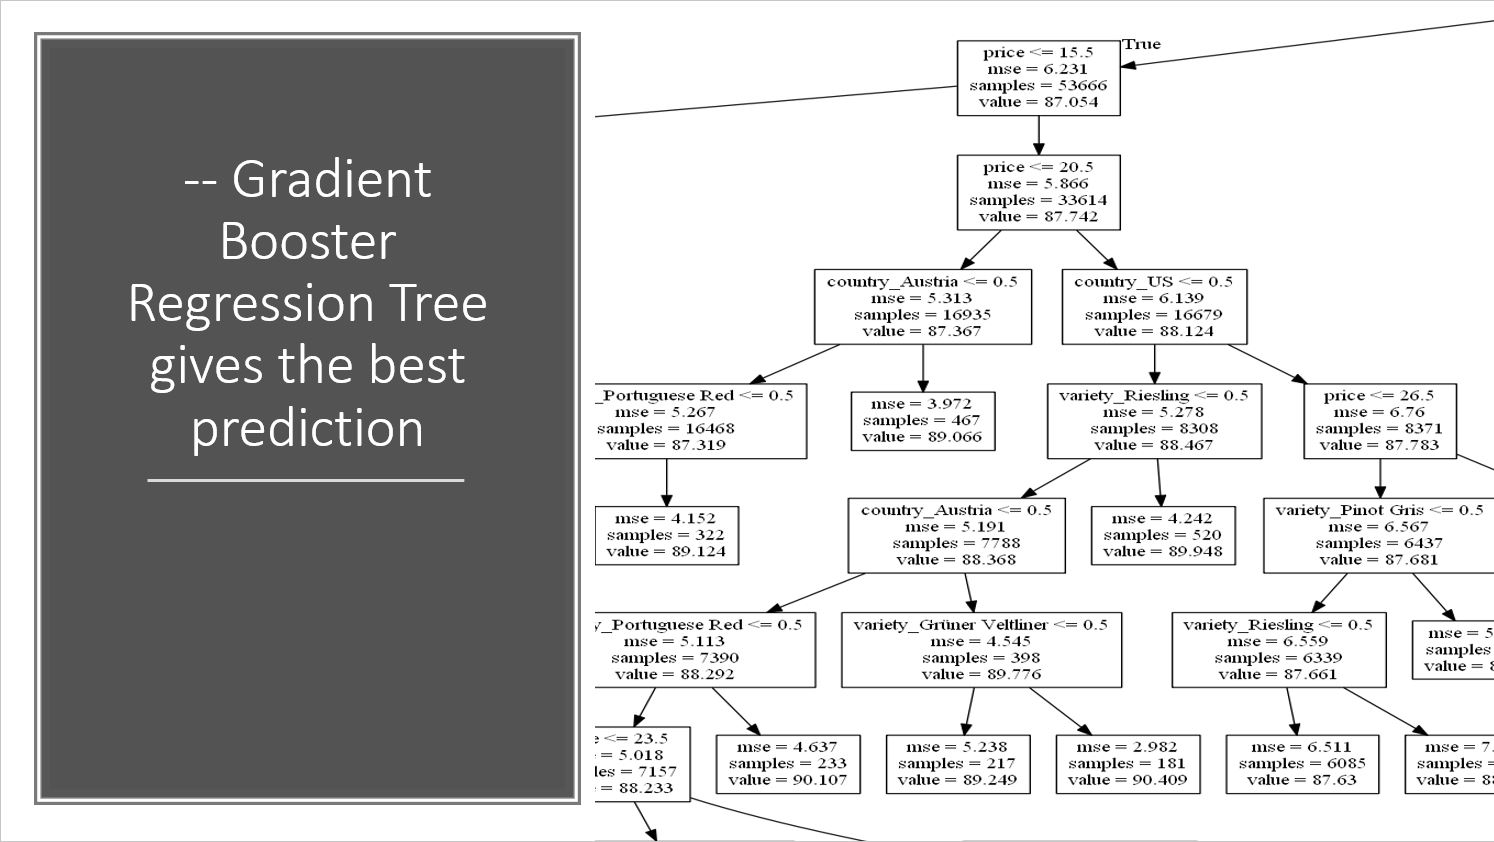 -- Gradient
Booster
Regression Tree
gives the best
prediction
True
price <= 15.5
mse = 6.231
samples = 53666
value = 87.054
price <= 20.5
mse = 5.866
samples = 33614
value = 87.742
country_Austria <= 0.5
mse = 5.313
samples = 16935
value = 87.367
country_US <= 0.5
mse = 6.139
samples = 16679
value = 88.124
_Portuguese Red <= 0.5
mse = 5.267
samples = 16468
value = 87.319
mse = 3.972
samples = 467
value = 89.066
variety_Riesling <= 0.5
mse = 5.278
samples = 8308
value = 88.467
price <= 26.5
mse = 6.76
samples = 8371
value = 87.783
mse = 4.152
samples = 322
value = 89.124
country_Austria <= 0.5
mse = 5.191
samples = 7788
value = 88.368
mse = 4.242
samples = 520
value = 89.948
variety_Pinot Gris <= 0.5
mse = 6.567
samples = 6437
value = 87.681
y_Portuguese Red <= 0.5
mse = 5.113
samples = 7390
value = 88.292
variety_Grüner Veltliner <= 0.5
mse = 4.545
samples = 398
value = 89.776
variety_Riesling <= 0.5
mse = 6.559
samples = 6339
value = 87.661
mse = 5
samples
value = 8
e <= 23.5
= 5.018
les = 7157
= 88.233
mse = 4.637
samples = 233
value = 90.107
mse = 5.238
samples = 217
value = 89.249
mse = 2.982
samples = 181
value = 90.409
mse = 6.511
samples = 6085
value = 87.63
mse = 7.
samples =
value = 88